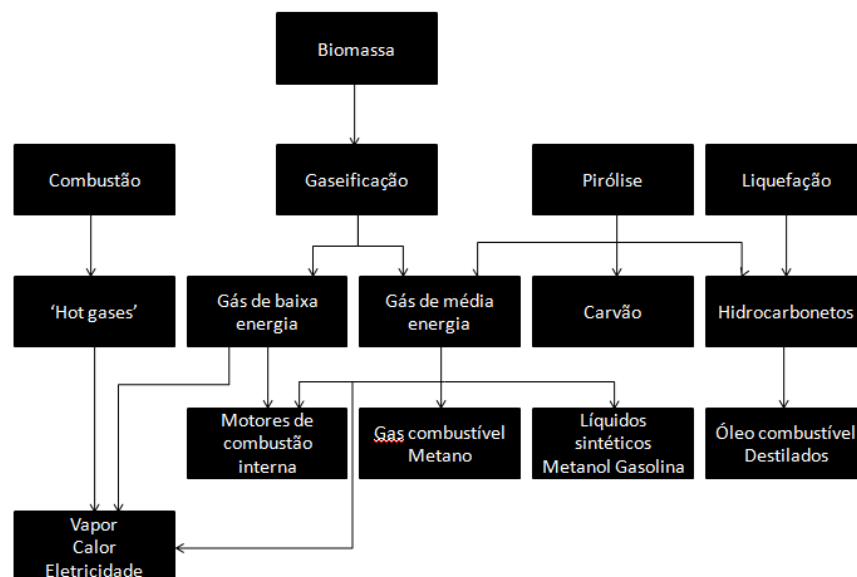 Biomassa
Combustão
Gaseificação
Pirólise
Liquefação
‘Hot gases’
Gás de baixa
energia
Gás de média
energia
Carvão
Hidrocarbonetos
Motores de
combustão
interna
Gas combustível
Metano
Líquidos
sintéticos
Metanol Gasolina
Óleo combustível
Destilados
Vapor
Calor
Eletricidade